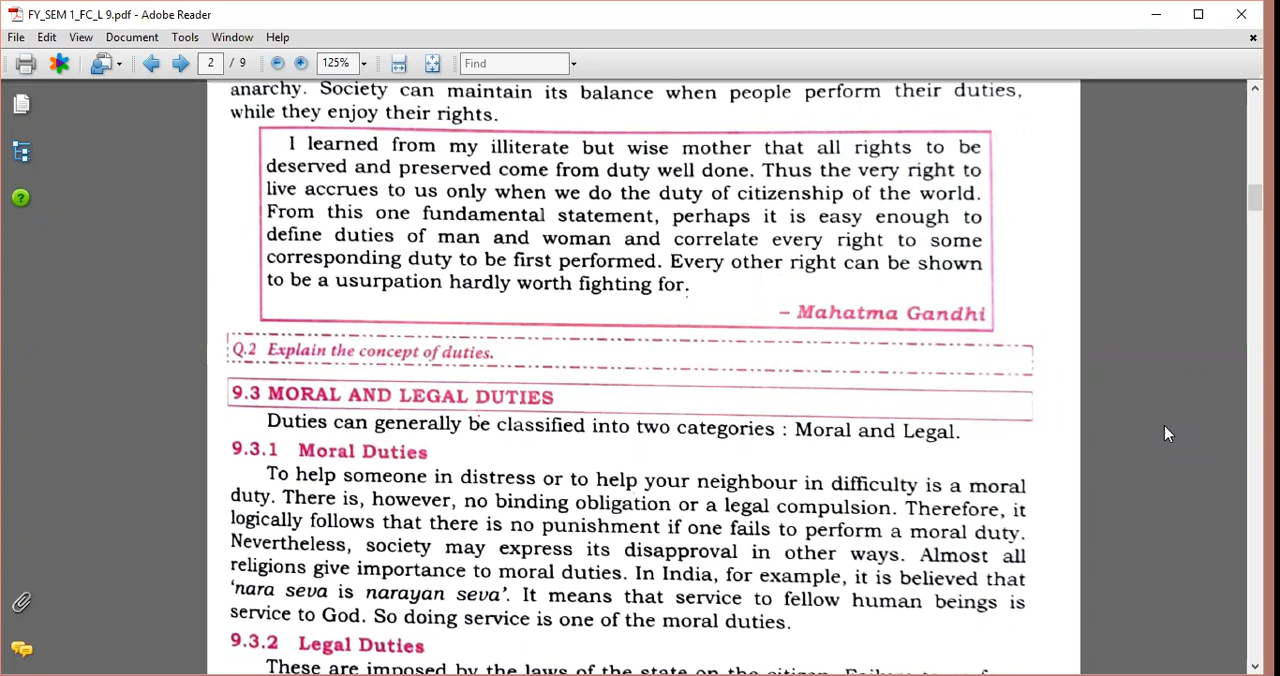 FY_SEM 1_FC_L 9.pdf - Adobe Reader
File Edit View Document Tools Window Help
2 / 9 125% Find
anarchy. Society can maintain its balance when people perform their duties,
while they enjoy their rights.
I learned from my illiterate but wise mother that all rights to be
deserved and preserved come from duty well done. Thus the very right to
live accrues to us only when we do the duty of citizenship of the world.
From this one fundamental statement, perhaps it is easy enough to
define duties of man and woman and correlate every right to some
corresponding duty to be first performed. Every other right can be shown
to be a usurpation hardly worth fighting for.
– Mahatma Gandhi
Q.2 Explain the concept of duties.
9.3 MORAL AND LEGAL DUTIES
Duties can generally be classified into two categories : Moral and Legal.
9.3.1 Moral Duties
To help someone in distress or to help your neighbour in difficulty is a moral
duty. There is, however, no binding obligation or a legal compulsion. Therefore, it
logically follows that there is no punishment if one fails to perform a moral duty.
Nevertheless, society may express its disapproval in other ways. Almost all
religions give importance to moral duties. In India, for example, it is believed that
‘nara seva is narayan seva’. It means that service to fellow human beings is
service to God. So doing service is one of the moral duties.
9.3.2 Legal Duties
These are imposed by the laws of the state on the citizen.